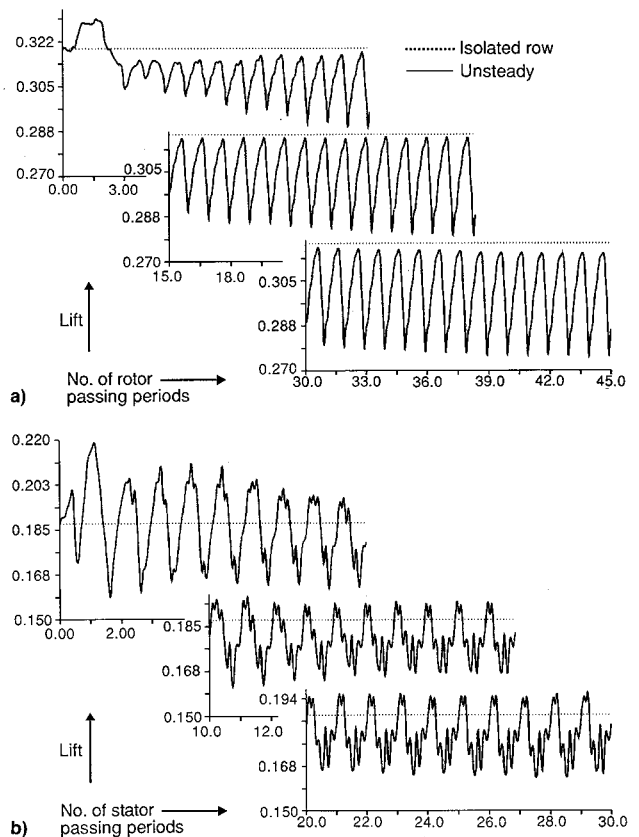 0.322
0.305
0.288
0.270
0.00 3.00
Isolated row
Unsteady
0.305
0.288
0.270
15.0 18.0
0.305
0.288
0.270
30.0 33.0 36.0 39.0 42.0 45.0
Lift
No. of rotor
passing periods
a)
0.220
0.203
0.185
0.168
0.150
0.00 2.00
0.185
0.168
0.150
10.0 12.0
0.194
0.168
0.150
20.0 22.0 24.0 26.0 28.0 30.0
Lift
No. of stator
passing periods
b)